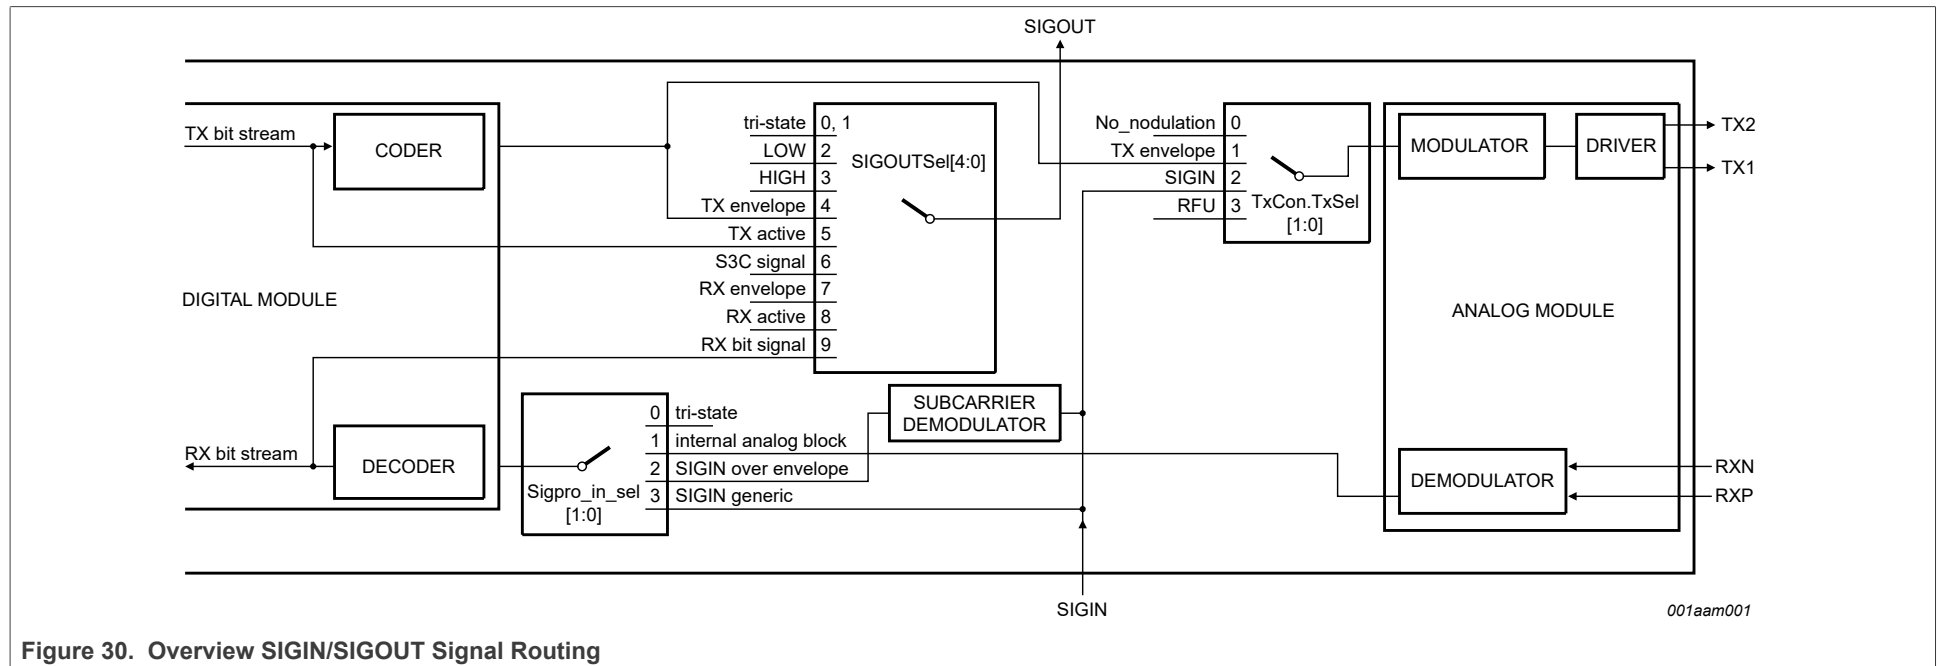 SIGOUT
TX bit stream
CODER
tri-state 0, 1
LOW 2
HIGH 3
TX envelope 4
TX active 5
S3C signal 6
RX envelope 7
RX active 8
RX bit signal 9
SIGOUTSel[4:0]
No_nodulation 0
TX envelope 1
SIGIN 2
RFU 3
TxCon.TxSel
[1:0]
MODULATOR
DRIVER
TX2
TX1
DIGITAL MODULE
ANALOG MODULE
RX bit stream
DECODER
0 tri-state
1 internal analog block
2 SIGIN over envelope
3 SIGIN generic
Sigpro_in_sel
[1:0]
SUBCARRIER
DEMODULATOR
DEMODULATOR
RXN
RXP
SIGIN
001aam001
Figure 30. Overview SIGIN/SIGOUT Signal Routing